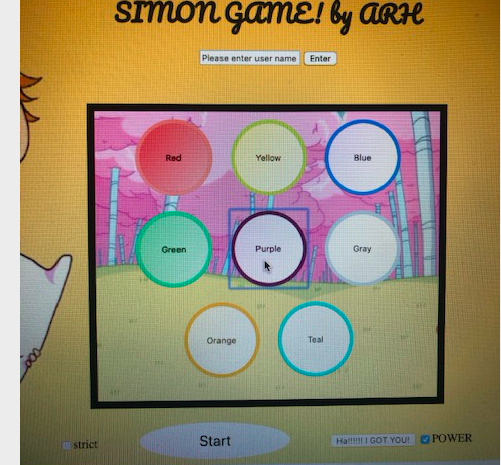 SIMON GAME! by ARH
Please enter user name Enter
Red Yellow Blue
Green Purple Gray
Orange Teal
strict Start Ha!!!!!! I GOT YOU! POWER